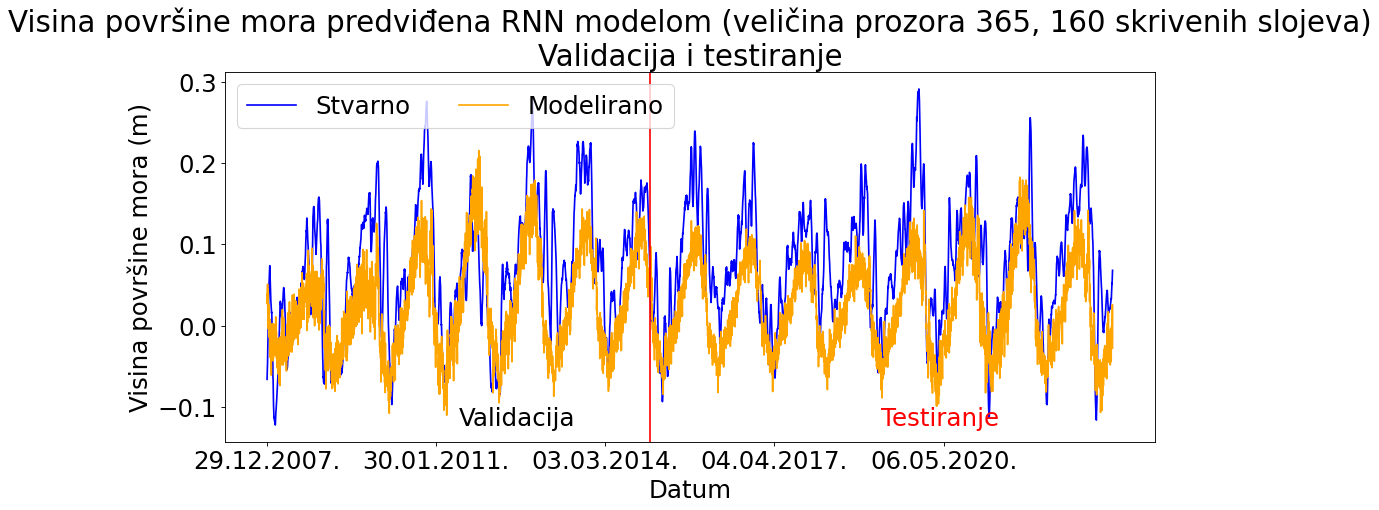 Visina površine mora predviđena RNN modelom (veličina prozora 365, 160 skrivenih slojeva)
Validacija i testiranje
Stvarno
Modelirano
Visina površine mora (m)
0.3
0.2
0.1
0.0
−0.1
Validacija
Testiranje
29.12.2007.
30.01.2011.
03.03.2014.
04.04.2017.
06.05.2020.
Datum